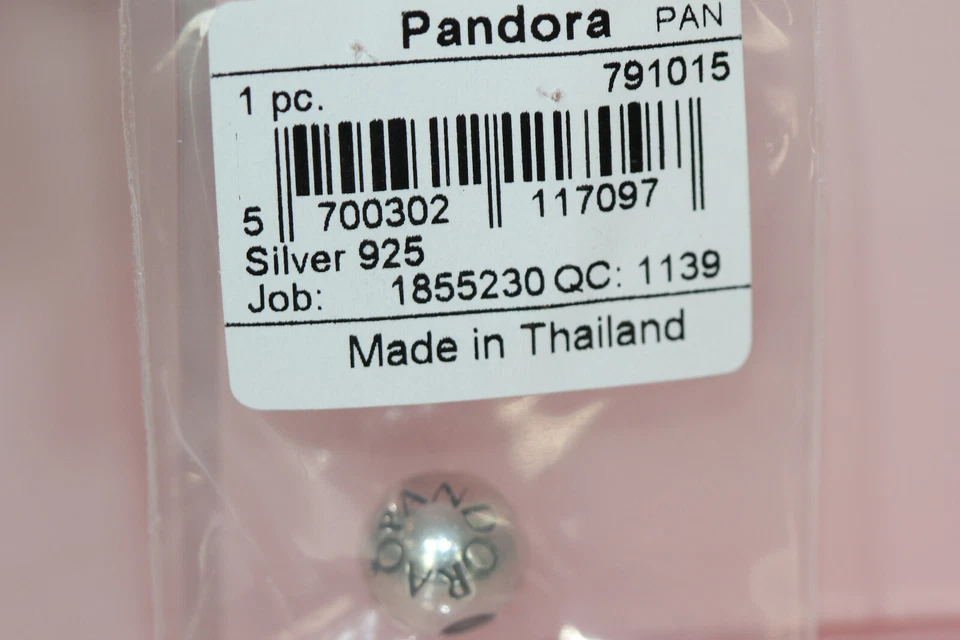 Pandora PAN
791015
1 pc.
5 700302 117097
Silver 925
Job: 1855230 QC: 1139
Made in Thailand
PANDORA